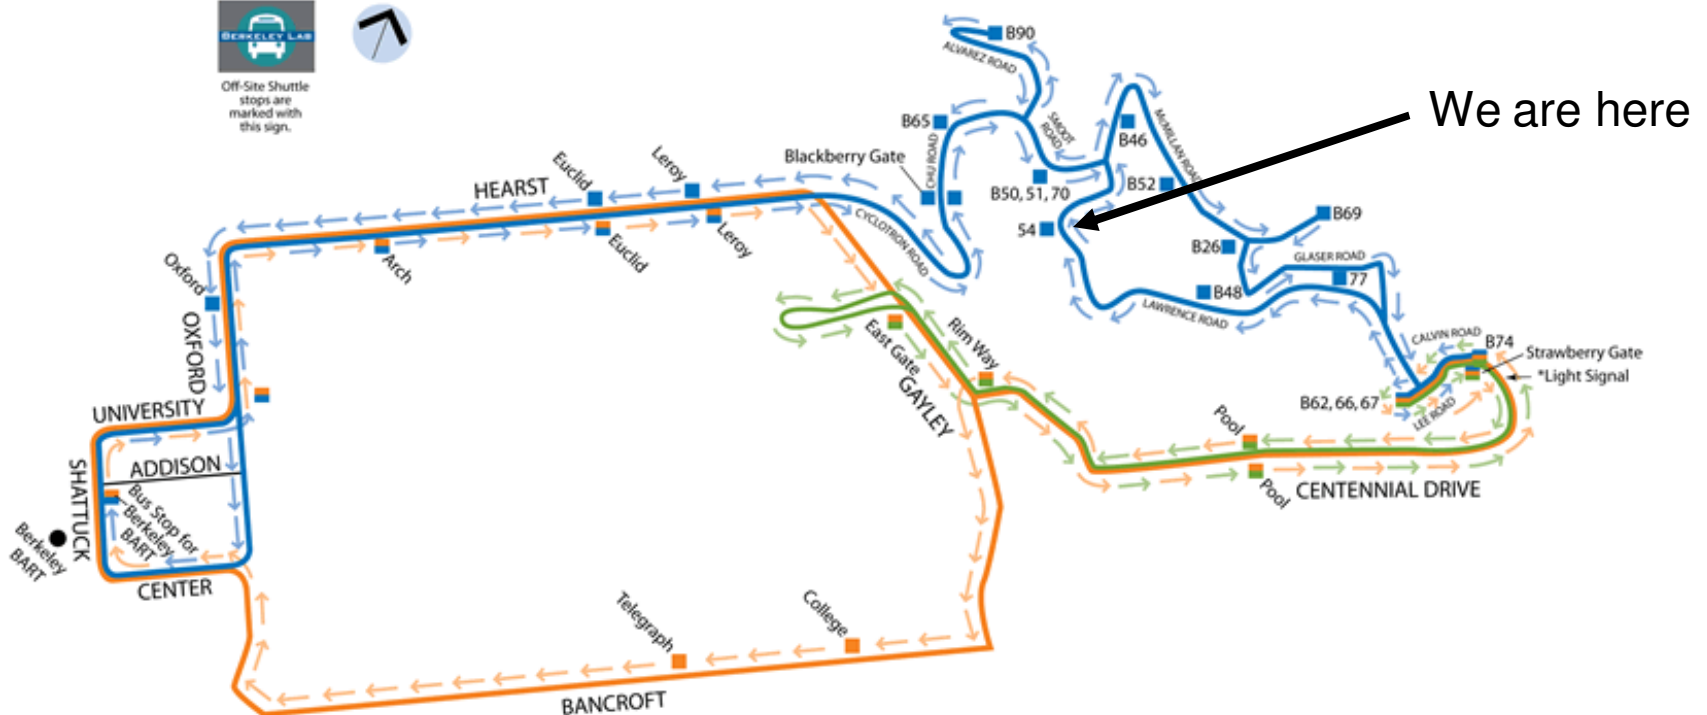 BERKELEY LAB
Off-Site Shuttle
stops are
marked with
this sign.
B90
ALVAREZ ROAD
We are here
B65
CHU ROAD
SMOOT
ROAD
B46
MCMILLAN ROAD
Blackberry Gate
B50, 51, 70
B52
Euclid
Leroy
HEARST
54
B69
B26
GLASER ROAD
77
CYCLOTRON ROAD
Arch
Euclid
Leroy
Oxford
OXFORD
B48
LAWRENCE ROAD
CALVIN ROAD
B74
Strawberry Gate
*Light Signal
East Gate
Rim Way
GAYLEY
B62, 66, 67
LEE ROAD
UNIVERSITY
ADDISON
SHATTUCK
Bus Stop for
Berkeley
BART
Berkeley
BART
CENTER
Pool
Pool
CENTENNIAL DRIVE
Telegraph
College
BANCROFT